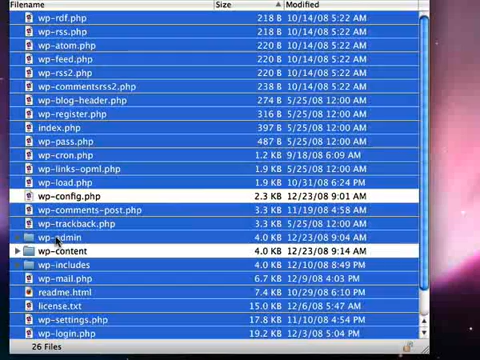 Filename Size Modified
wp-rdf.php 218 B 10/14/08 5:22 AM
wp-rss.php 218 B 10/14/08 5:22 AM
wp-atom.php 220 B 10/14/08 5:22 AM
wp-feed.php 220 B 10/14/08 5:22 AM
wp-rss2.php 220 B 10/14/08 5:22 AM
wp-commentsrss2.php 238 B 10/14/08 5:22 AM
wp-blog-header.php 274 B 5/25/08 12:00 AM
wp-register.php 316 B 5/25/08 12:00 AM
index.php 397 B 5/25/08 12:00 AM
wp-pass.php 487 B 5/25/08 12:00 AM
wp-cron.php 1.2 KB 9/18/08 6:09 AM
wp-links-opml.php 1.9 KB 5/25/08 12:00 AM
wp-load.php 1.9 KB 10/31/08 6:24 PM
wp-config.php 2.3 KB 12/23/08 9:01 AM
wp-comments-post.php 3.3 KB 11/19/08 4:58 AM
wp-trackback.php 3.3 KB 5/25/08 12:00 AM
wp-admin 4.0 KB 12/23/08 9:04 AM
wp-content 4.0 KB 12/23/08 9:14 AM
wp-includes 4.0 KB 12/10/08 8:49 PM
wp-mail.php 6.7 KB 12/9/08 4:03 PM
readme.html 7.4 KB 10/29/08 6:10 PM
license.txt 15.0 KB 12/6/08 5:47 AM
wp-settings.php 17.8 KB 12/9/08 4:10 PM
wp-login.php 19.2 KB 12/3/08 5:04 PM
26 Files